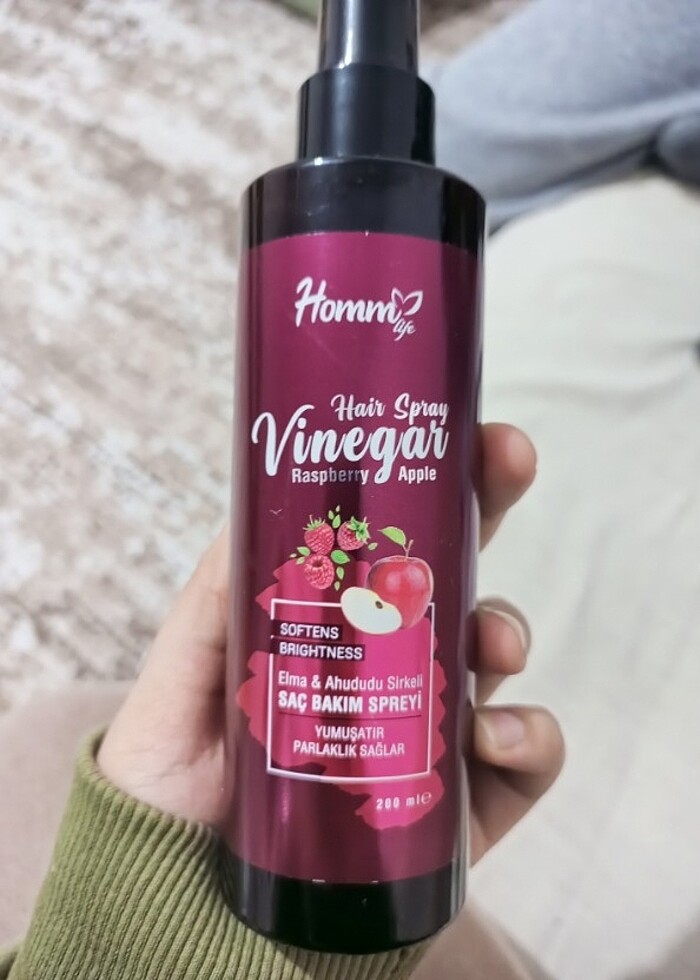 Homm
life
Hair Spray
Vinegar
Raspberry Apple
SOFTENS
BRIGHTNESS
Elma & Ahududu Sirkeli
SAÇ BAKIM SPREYİ
YUMUŞATIR
PARLAKLIK SAĞLAR
200 ml℮